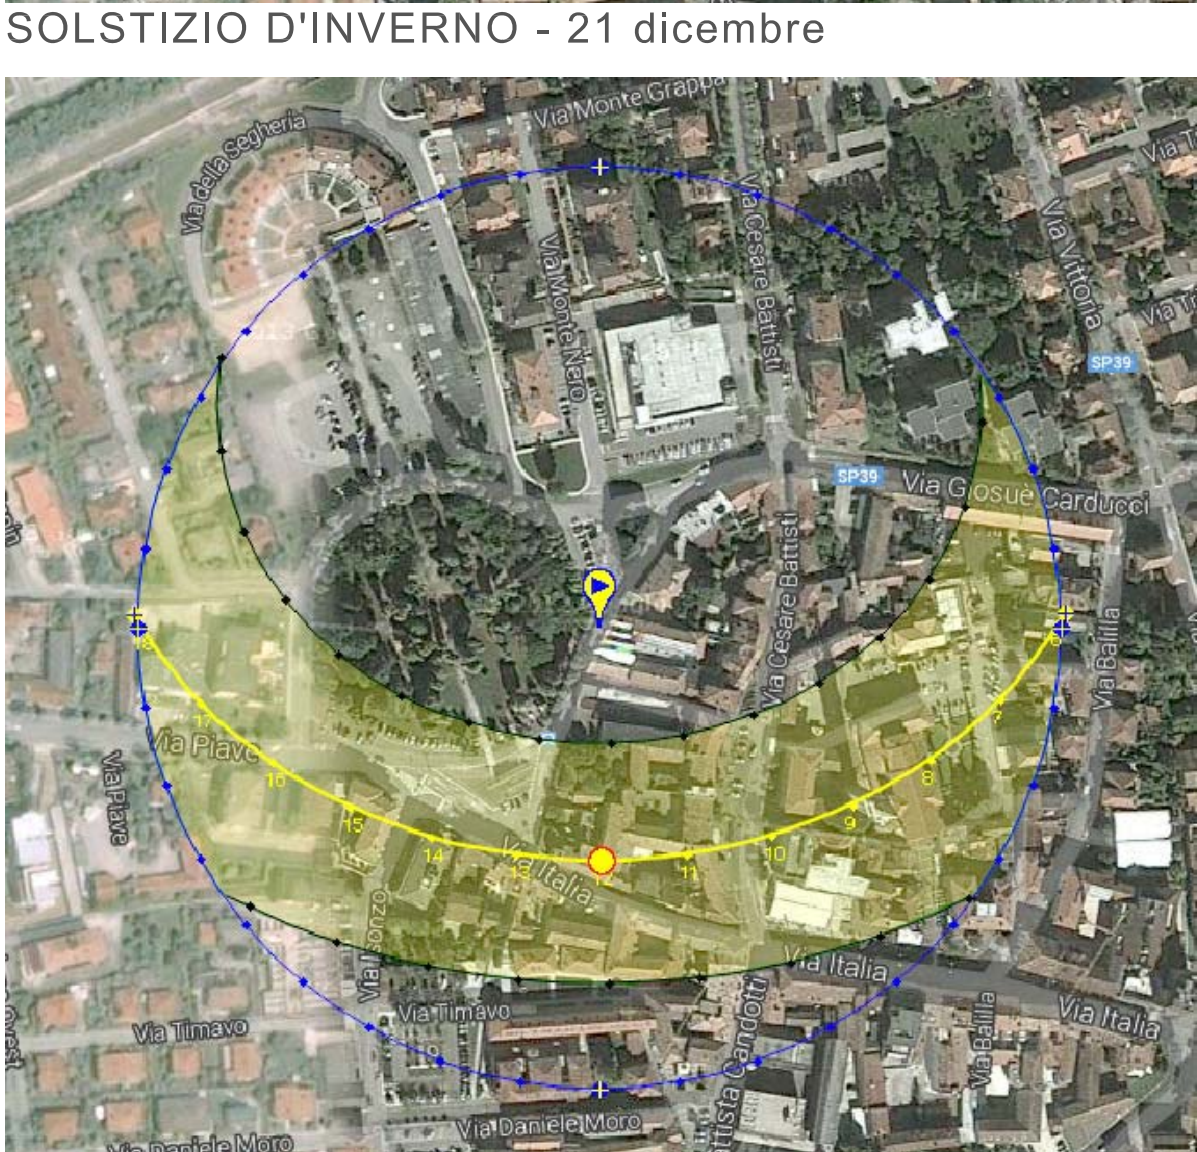 SOLSTIZIO D'INVERNO - 21 dicembre
Via Monte Grappa
Via della Segheria
Via Monte Nero
Via Cesare Battisti
Via Vittoria
SP39
SP39
Via Giosuè Carducci
Via Cesare Battisti
Via Balilla
18
6
17
7
Via Piave
Via Piave
16
8
15
9
14
10
13
12
11
Via Italia
Via Isonzo
Via Italia
Via Timavo
Via Timavo
Via Balilla
Via Italia
Candotti
Via Daniele Moro
Via Daniele Moro